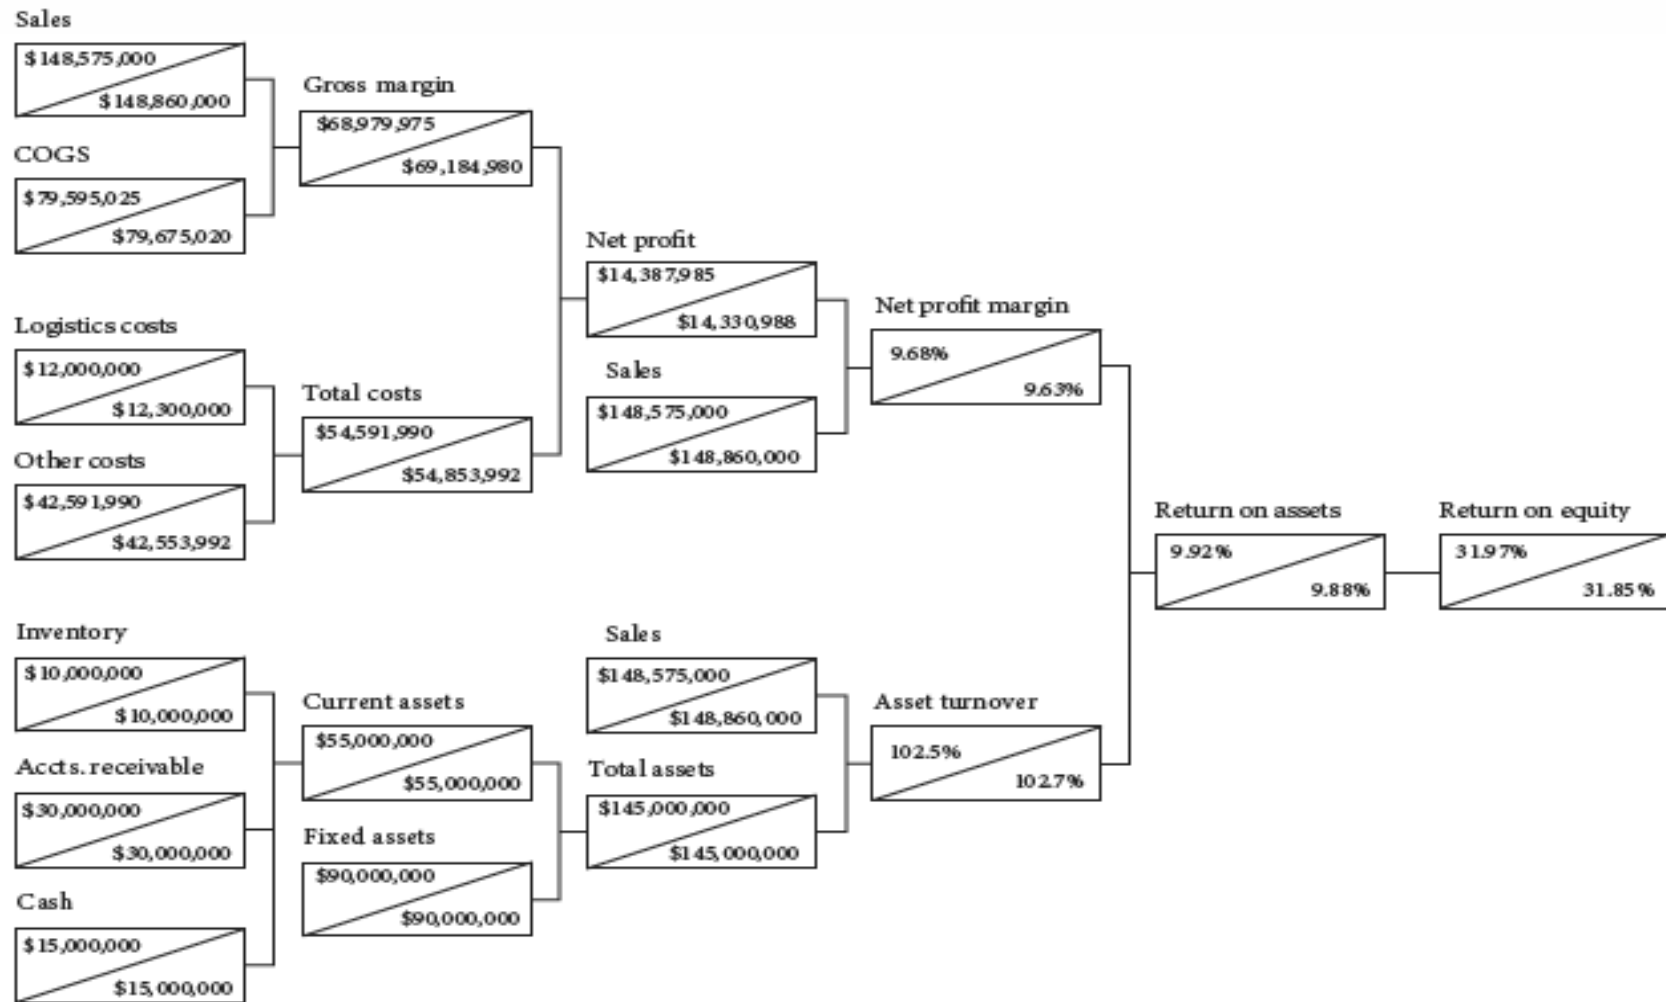 Sales
$148,575,000
$148,860,000
Gross margin
$68,979,975
$69,184,980
COGS
$79,595,025
$79,675,020
Net profit
$14,387,985
$14,330,988
Net profit margin
9.68%
9.63%
Logistics costs
$12,000,000
$12,300,000
Total costs
$54,591,990
$54,853,992
Sales
$148,575,000
$148,860,000
Other costs
$42,591,990
$42,553,992
Return on assets
9.92%
9.88%
Return on equity
31.97%
31.85%
Inventory
$10,000,000
$10,000,000
Current assets
$55,000,000
$55,000,000
Sales
$148,575,000
$148,860,000
Asset turnover
102.5%
102.7%
Accts. receivable
$30,000,000
$30,000,000
Total assets
$145,000,000
$145,000,000
Fixed assets
$90,000,000
$90,000,000
Cash
$15,000,000
$15,000,000